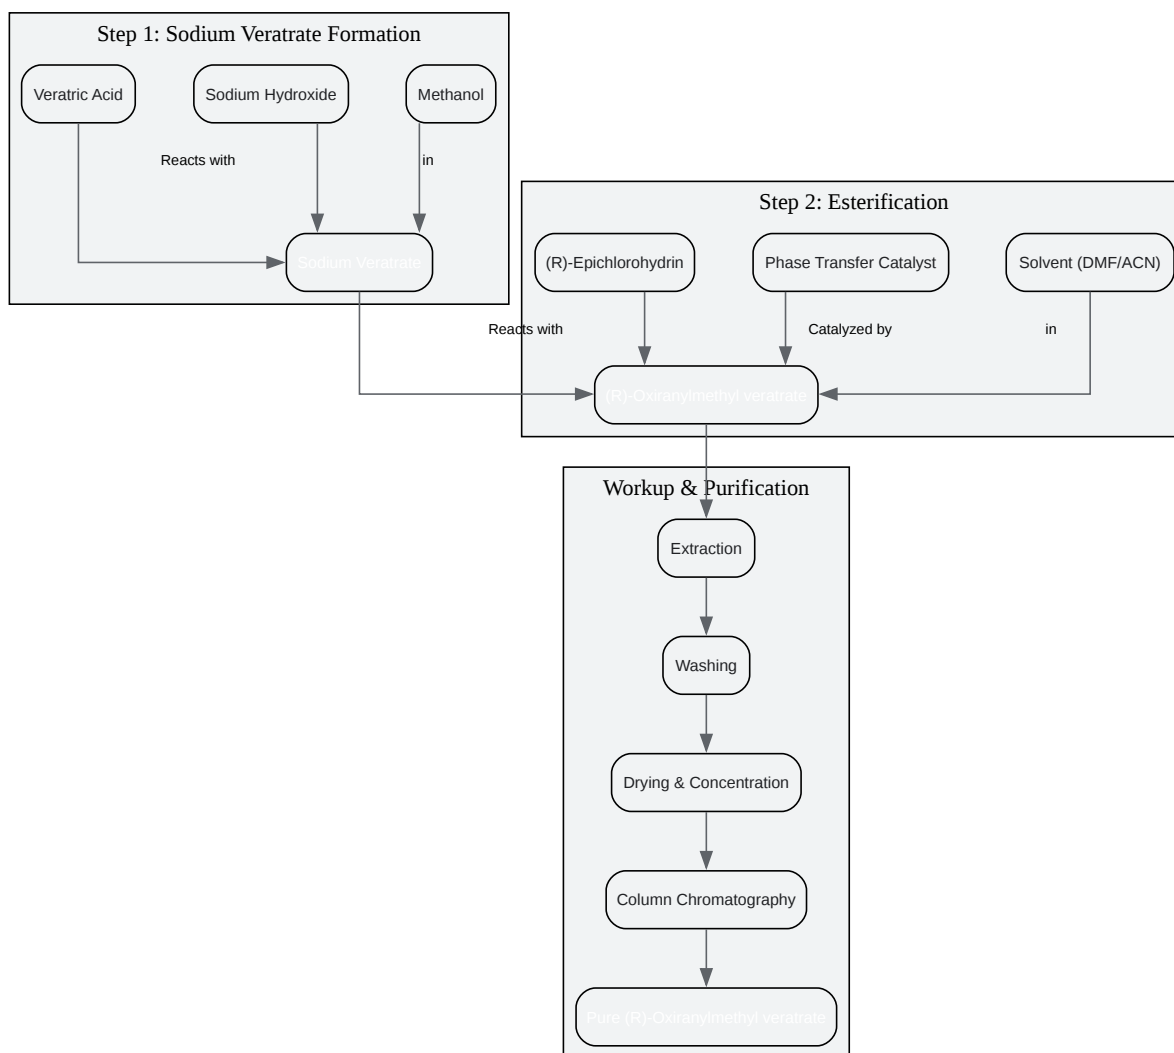 Step 1: Sodium Veratrate Formation
Veratric Acid
Sodium Hydroxide
Methanol
Reacts with
in
Sodium Veratrate
Step 2: Esterification
(R)-Epichlorohydrin
Phase Transfer Catalyst
Solvent (DMF/ACN)
Reacts with
Catalyzed by
in
(R)-Oxiranylmethyl veratrate
Workup & Purification
Extraction
Washing
Drying & Concentration
Column Chromatography
Pure (R)-Oxiranylmethyl veratrate